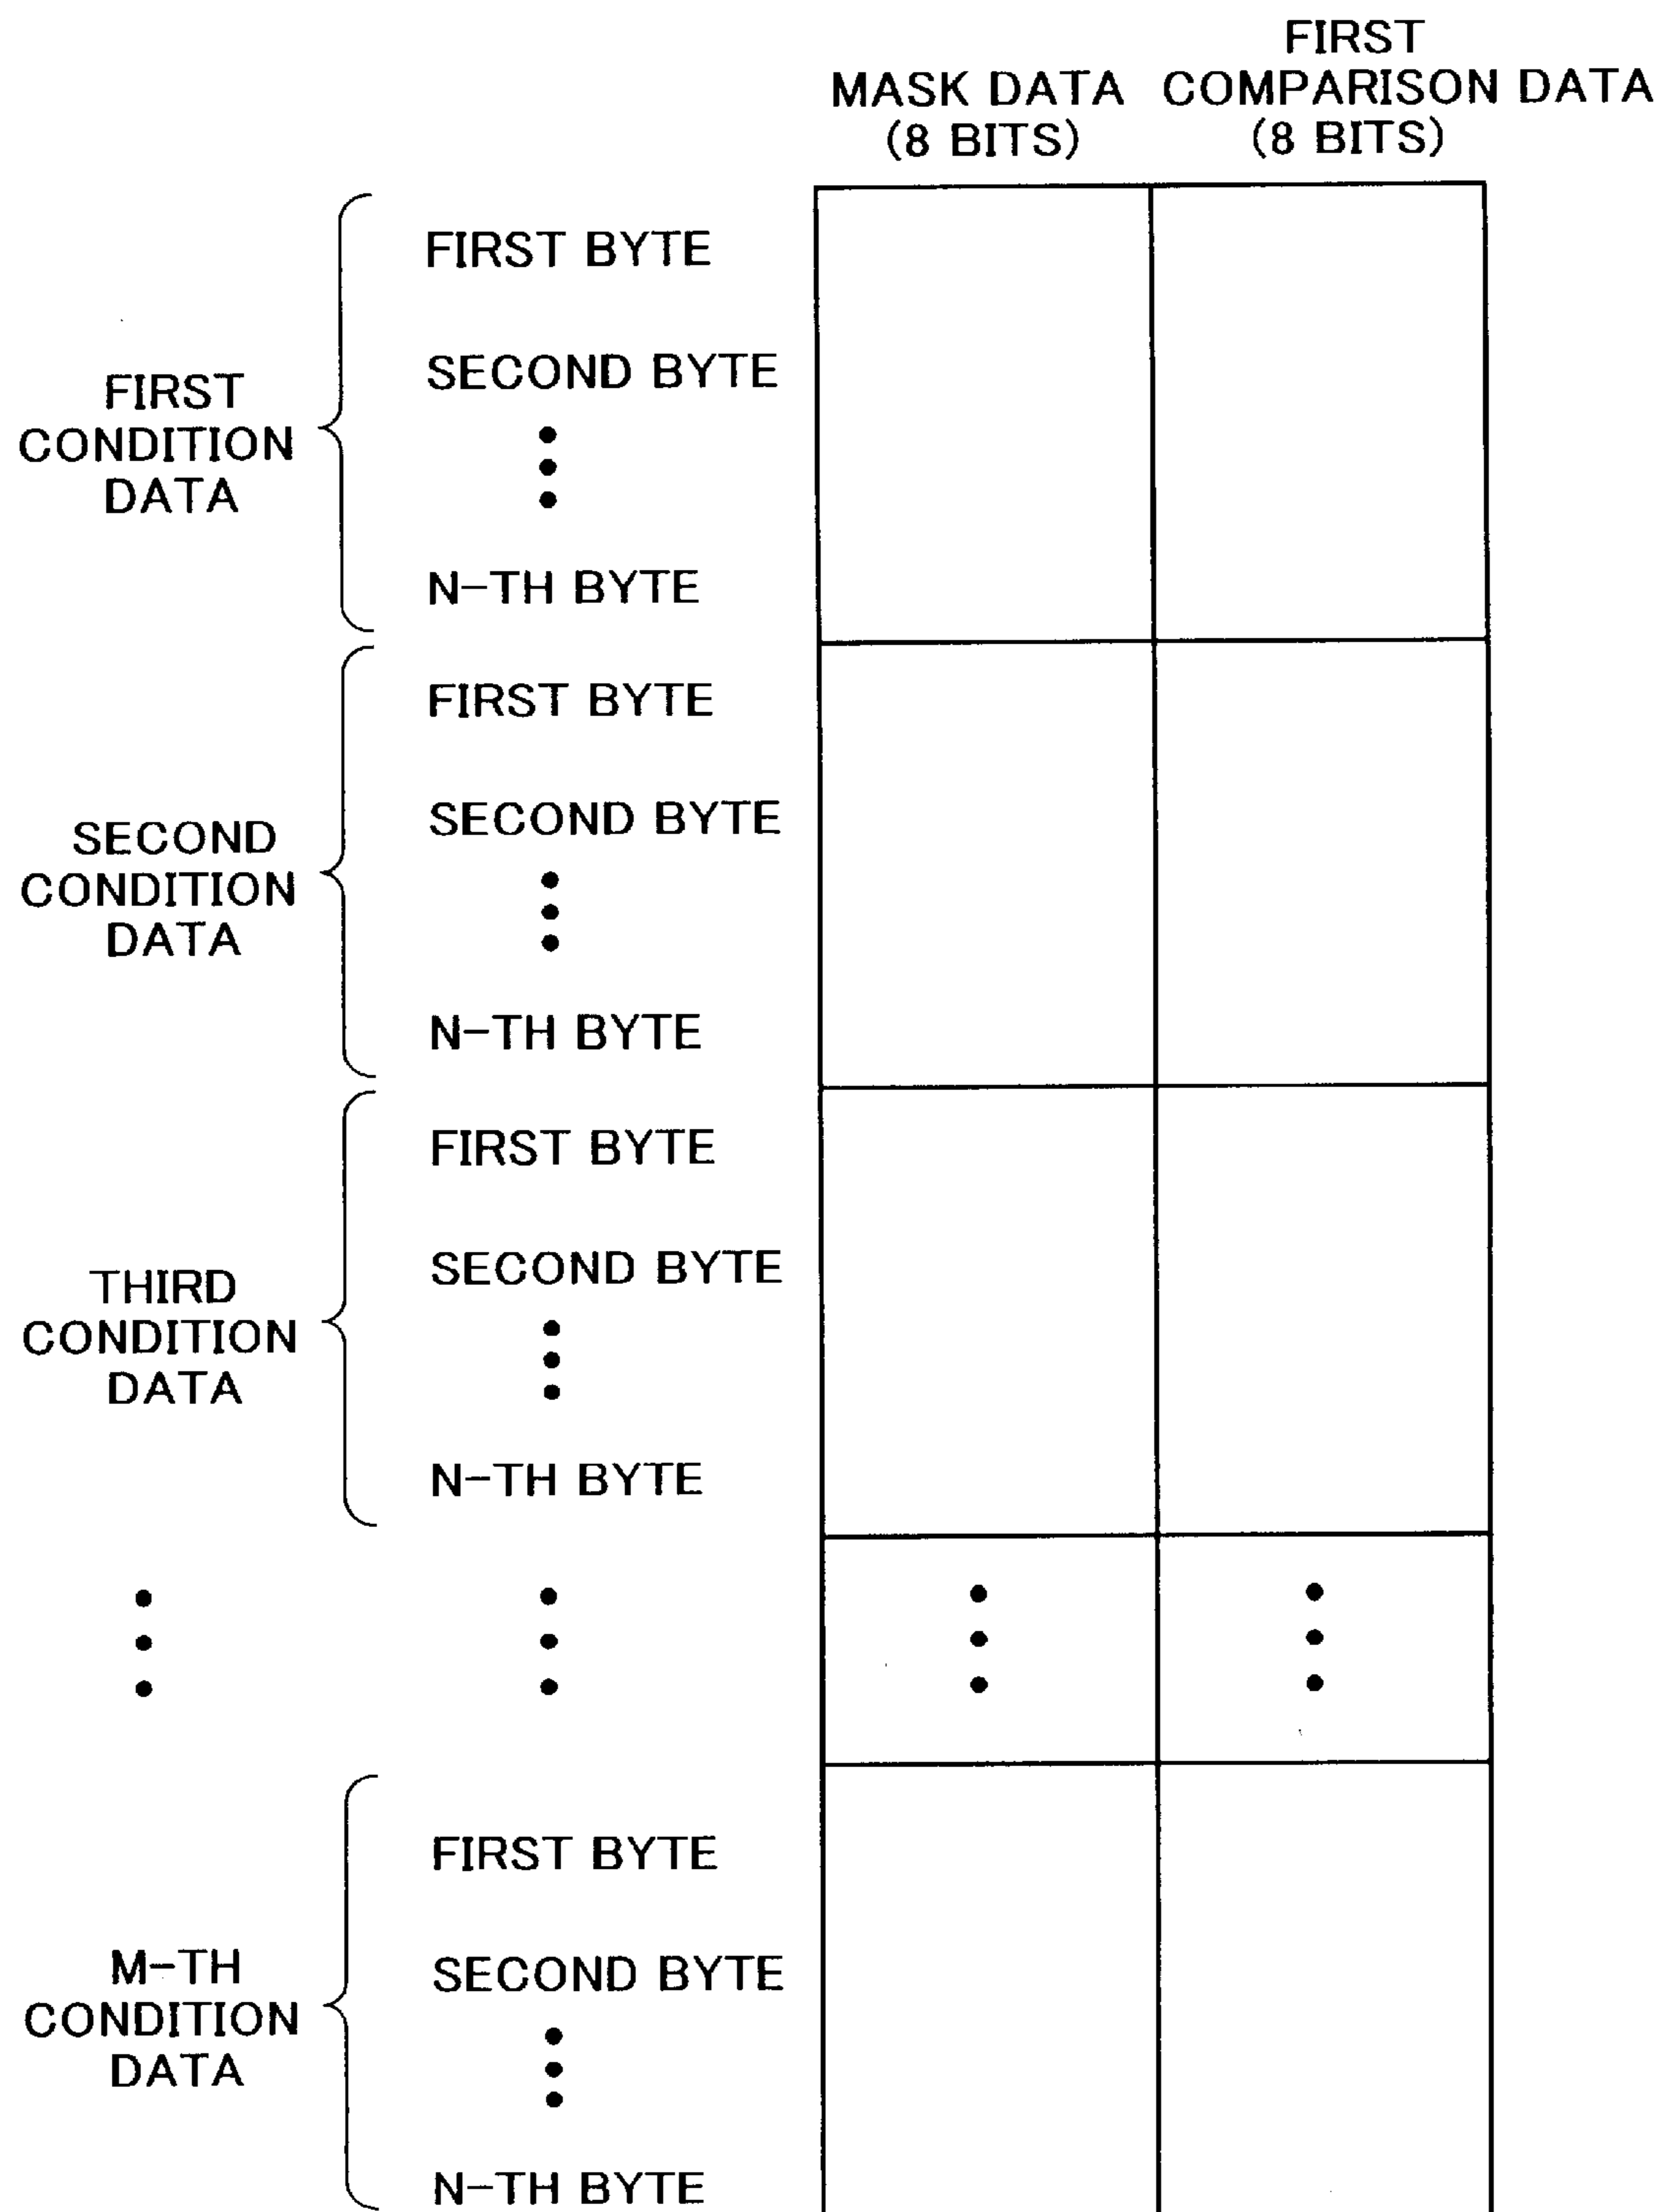 FIRST
MASK DATA COMPARISON DATA
(8 BITS) (8 BITS)
FIRST BYTE
SECOND BYTE
FIRST
CONDITION
DATA
N-TH BYTE
FIRST BYTE
SECOND BYTE
SECOND
CONDITION
DATA
N-TH BYTE
FIRST BYTE
SECOND BYTE
THIRD
CONDITION
DATA
N-TH BYTE
FIRST BYTE
SECOND BYTE
M-TH
CONDITION
DATA
N-TH BYTE